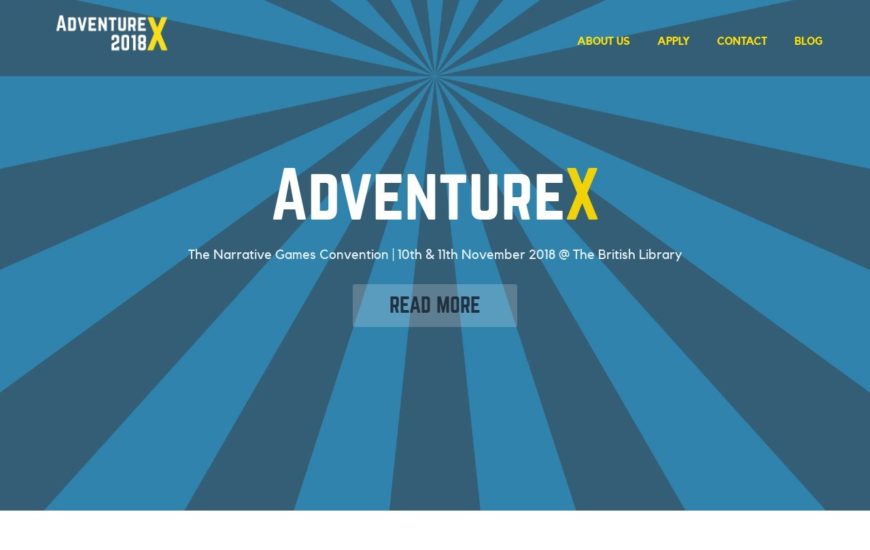 ADVENTUREX
2018
ABOUT US
APPLY
CONTACT
BLOG
ADVENTUREX
The Narrative Games Convention | 10th & 11th November 2018 @ The British Library
READ MORE